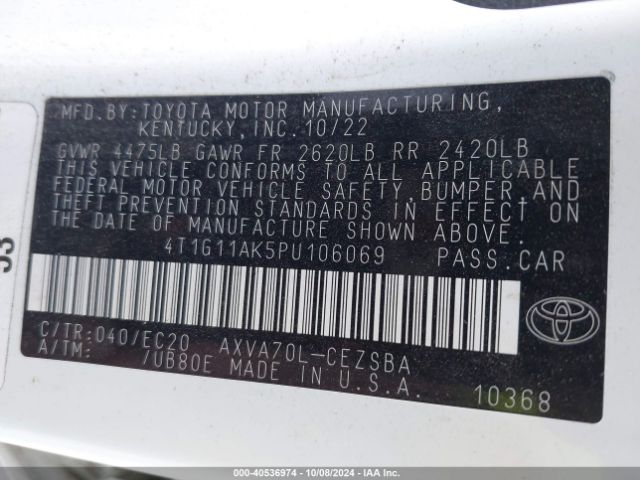 MFD.BY:TOYOTA MOTOR MANUFACTURING,
KENTUCKY,INC. 10/22
GVWR 4475LB GAWR FR 2620LB RR 2420LB
THIS VEHICLE CONFORMS TO ALL APPLICABLE
FEDERAL MOTOR VEHICLE SAFETY,BUMPER,AND
THEFT PREVENTION STANDARDS IN EFFECT ON
THE DATE OF MANUFACTURE SHOWN ABOVE.
4T1G11AK5PU106069 PASS.CAR
C/TR:040/EC20 AXVA70L-CEZSBA
A/TM: /UB80E MADE IN U.S.A.
10368
TOYOTA
000-40536974 | 10/08/2024 | IAA